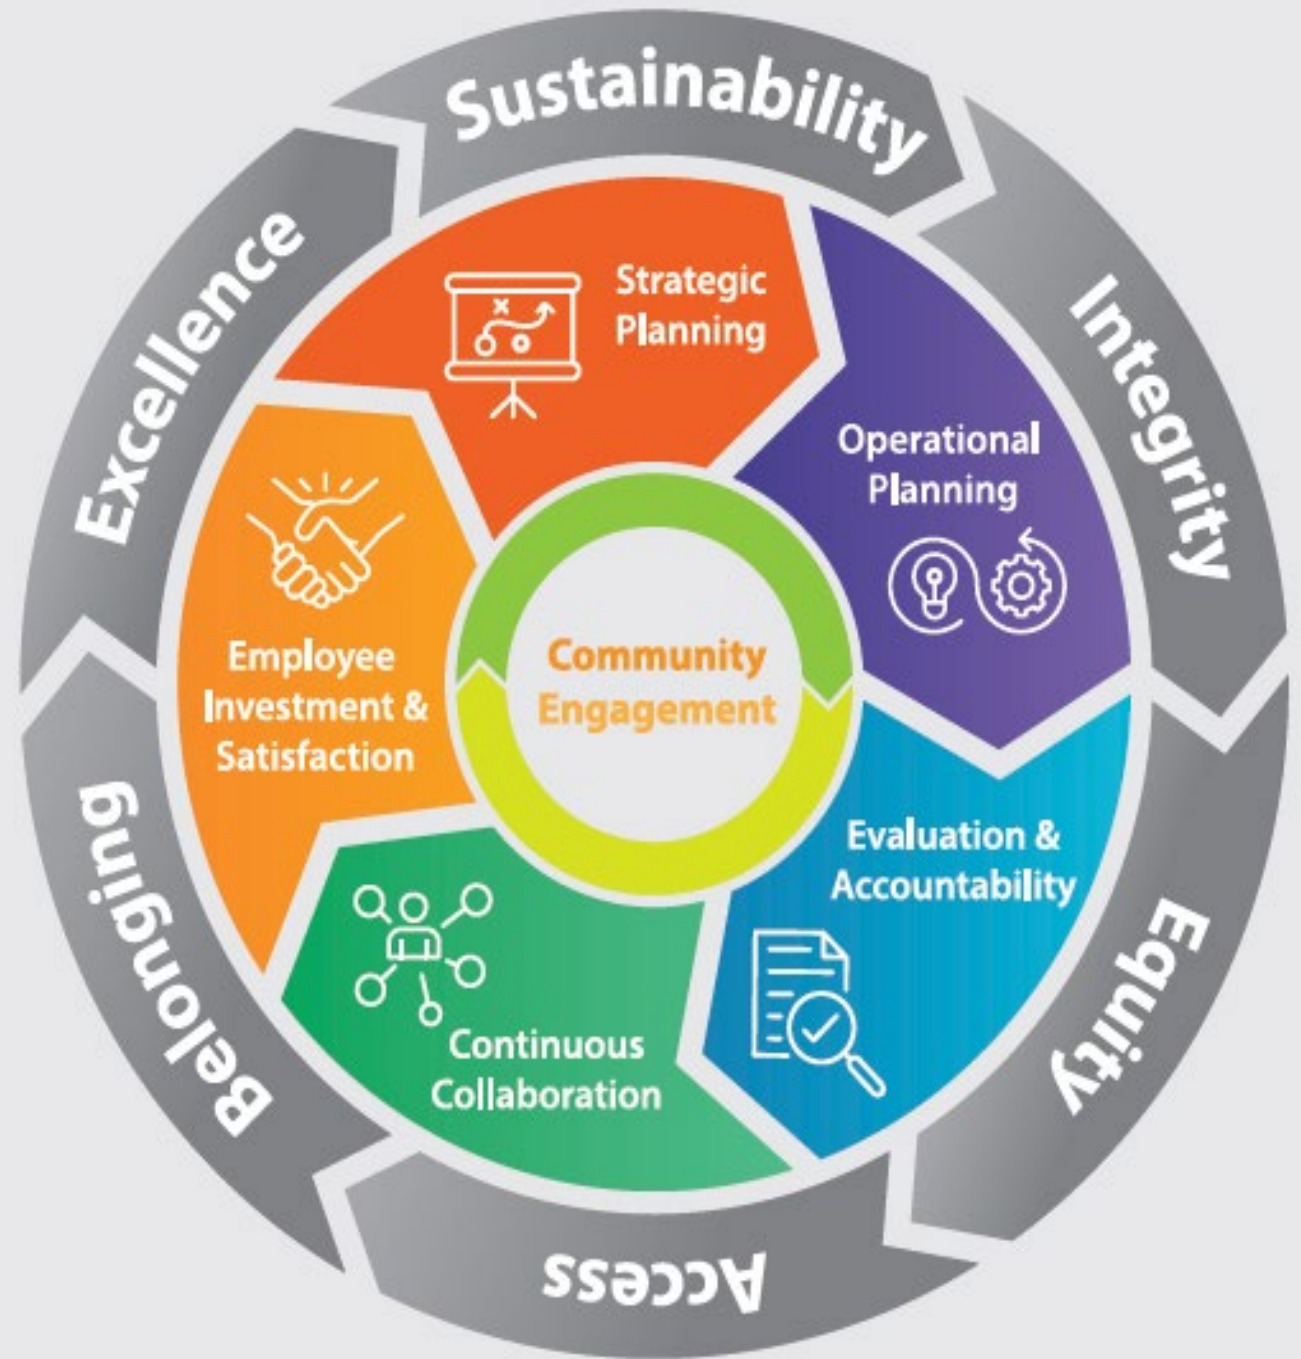 Sustainability
Integrity
Equity
Access
Belonging
Excellence
Strategic
Planning
Operational
Planning
Evaluation &
Accountability
Continuous
Collaboration
Employee
Investment &
Satisfaction
Community
Engagement